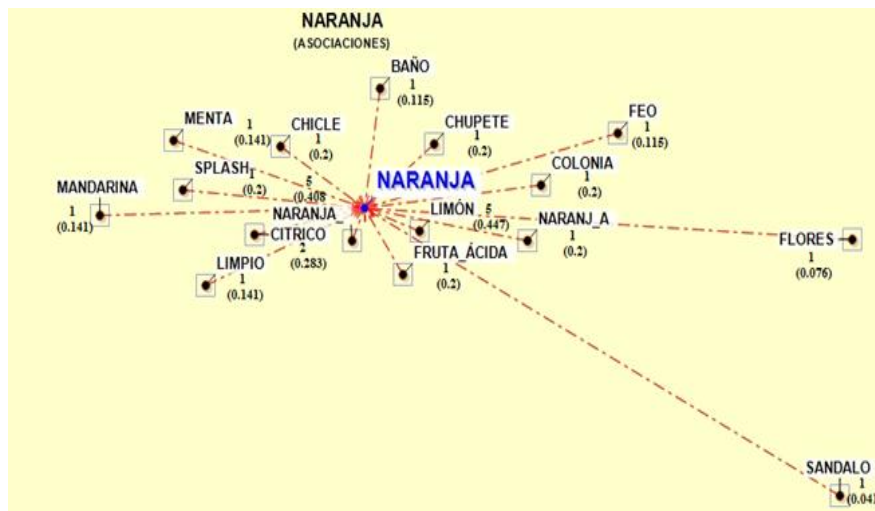 NARANJA
(ASOCIACIONES)
BAÑO
1
(0.115)
MENTA
1
(0.141)
CHICLE
1
(0.2)
CHUPETE
1
(0.2)
FEO
1
(0.115)
SPLASH
1
(0.2)
5
(0.408)
NARANJA
COLONIA
1
(0.2)
MANDARINA
1
(0.141)
NARANJA_
CITRICO
2
(0.283)
LIMÓN
5
(0.447)
NARANJ_A
1
(0.2)
FLORES
1
(0.076)
LIMPIO
1
(0.141)
FRUTA_ÁCIDA
1
(0.2)
SANDALO
1
(0.041